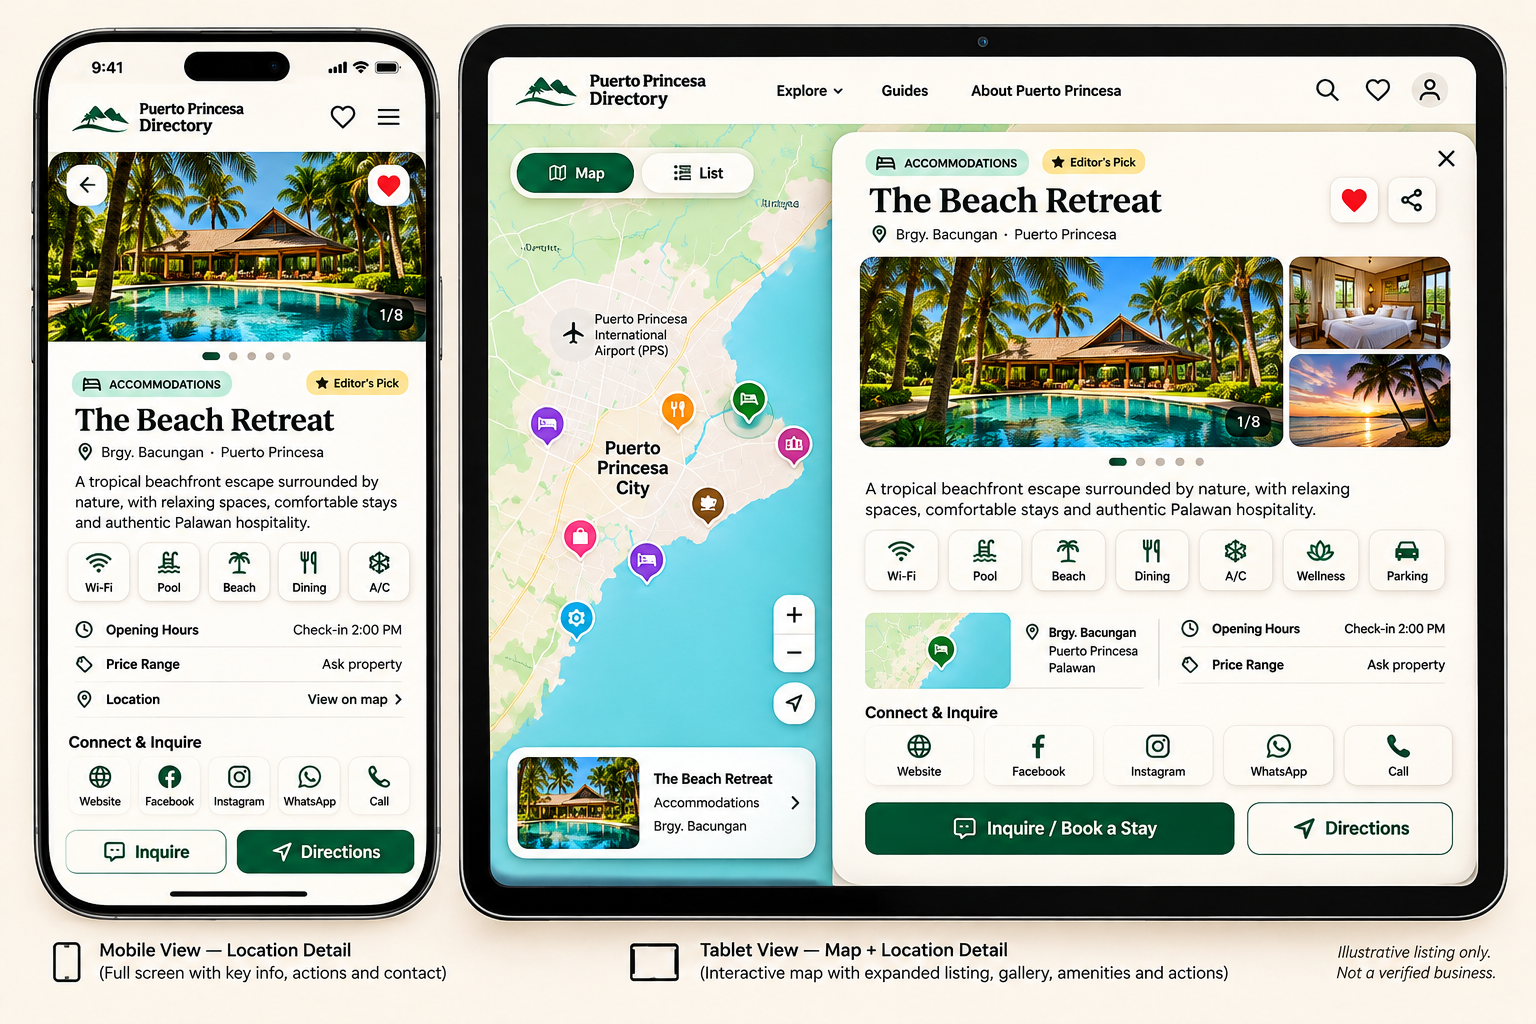 9:41
Puerto Princesa
Directory
1/8
ACCOMMODATIONS
Editor's Pick
The Beach Retreat
Brgy. Bacungan · Puerto Princesa
A tropical beachfront escape surrounded by
nature, with relaxing spaces, comfortable stays
and authentic Palawan hospitality.
Wi-Fi
Pool
Beach
Dining
A/C
Opening Hours
Check-in 2:00 PM
Price Range
Ask property
Location
View on map
Connect & Inquire
Website
Facebook
Instagram
WhatsApp
Call
Inquire
Directions
Mobile View — Location Detail
(Full screen with key info, actions and contact)
Puerto Princesa
Directory
Explore
Guides
About Puerto Princesa
Map
List
Puerto Princesa
International
Airport (PPS)
Puerto
Princesa
City
The Beach Retreat
Accommodations
Brgy. Bacungan
ACCOMMODATIONS
Editor's Pick
The Beach Retreat
Brgy. Bacungan · Puerto Princesa
1/8
A tropical beachfront escape surrounded by nature, with relaxing
spaces, comfortable stays and authentic Palawan hospitality.
Wi-Fi
Pool
Beach
Dining
A/C
Wellness
Parking
Brgy. Bacungan
Puerto Princesa
Palawan
Opening Hours
Check-in 2:00 PM
Price Range
Ask property
Connect & Inquire
Website
Facebook
Instagram
WhatsApp
Call
Inquire / Book a Stay
Directions
Tablet View — Map + Location Detail
(Interactive map with expanded listing, gallery, amenities and actions)
Illustrative listing only.
Not a verified business.